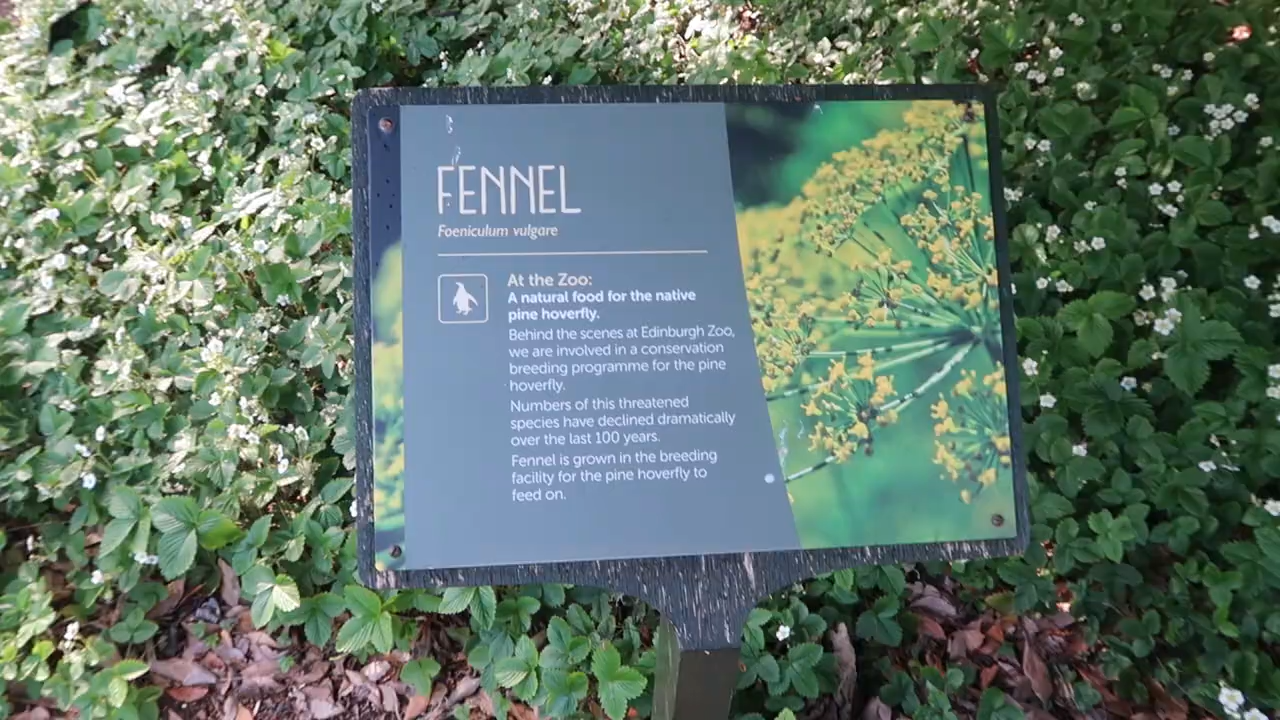 FENNEL
Foeniculum vulgare
At the Zoo:
A natural food for the native
pine hoverfly.
Behind the scenes at Edinburgh Zoo,
we are involved in a conservation
breeding programme for the pine
hoverfly.
Numbers of this threatened
species have declined dramatically
over the last 100 years.
Fennel is grown in the breeding
facility for the pine hoverfly to
feed on.